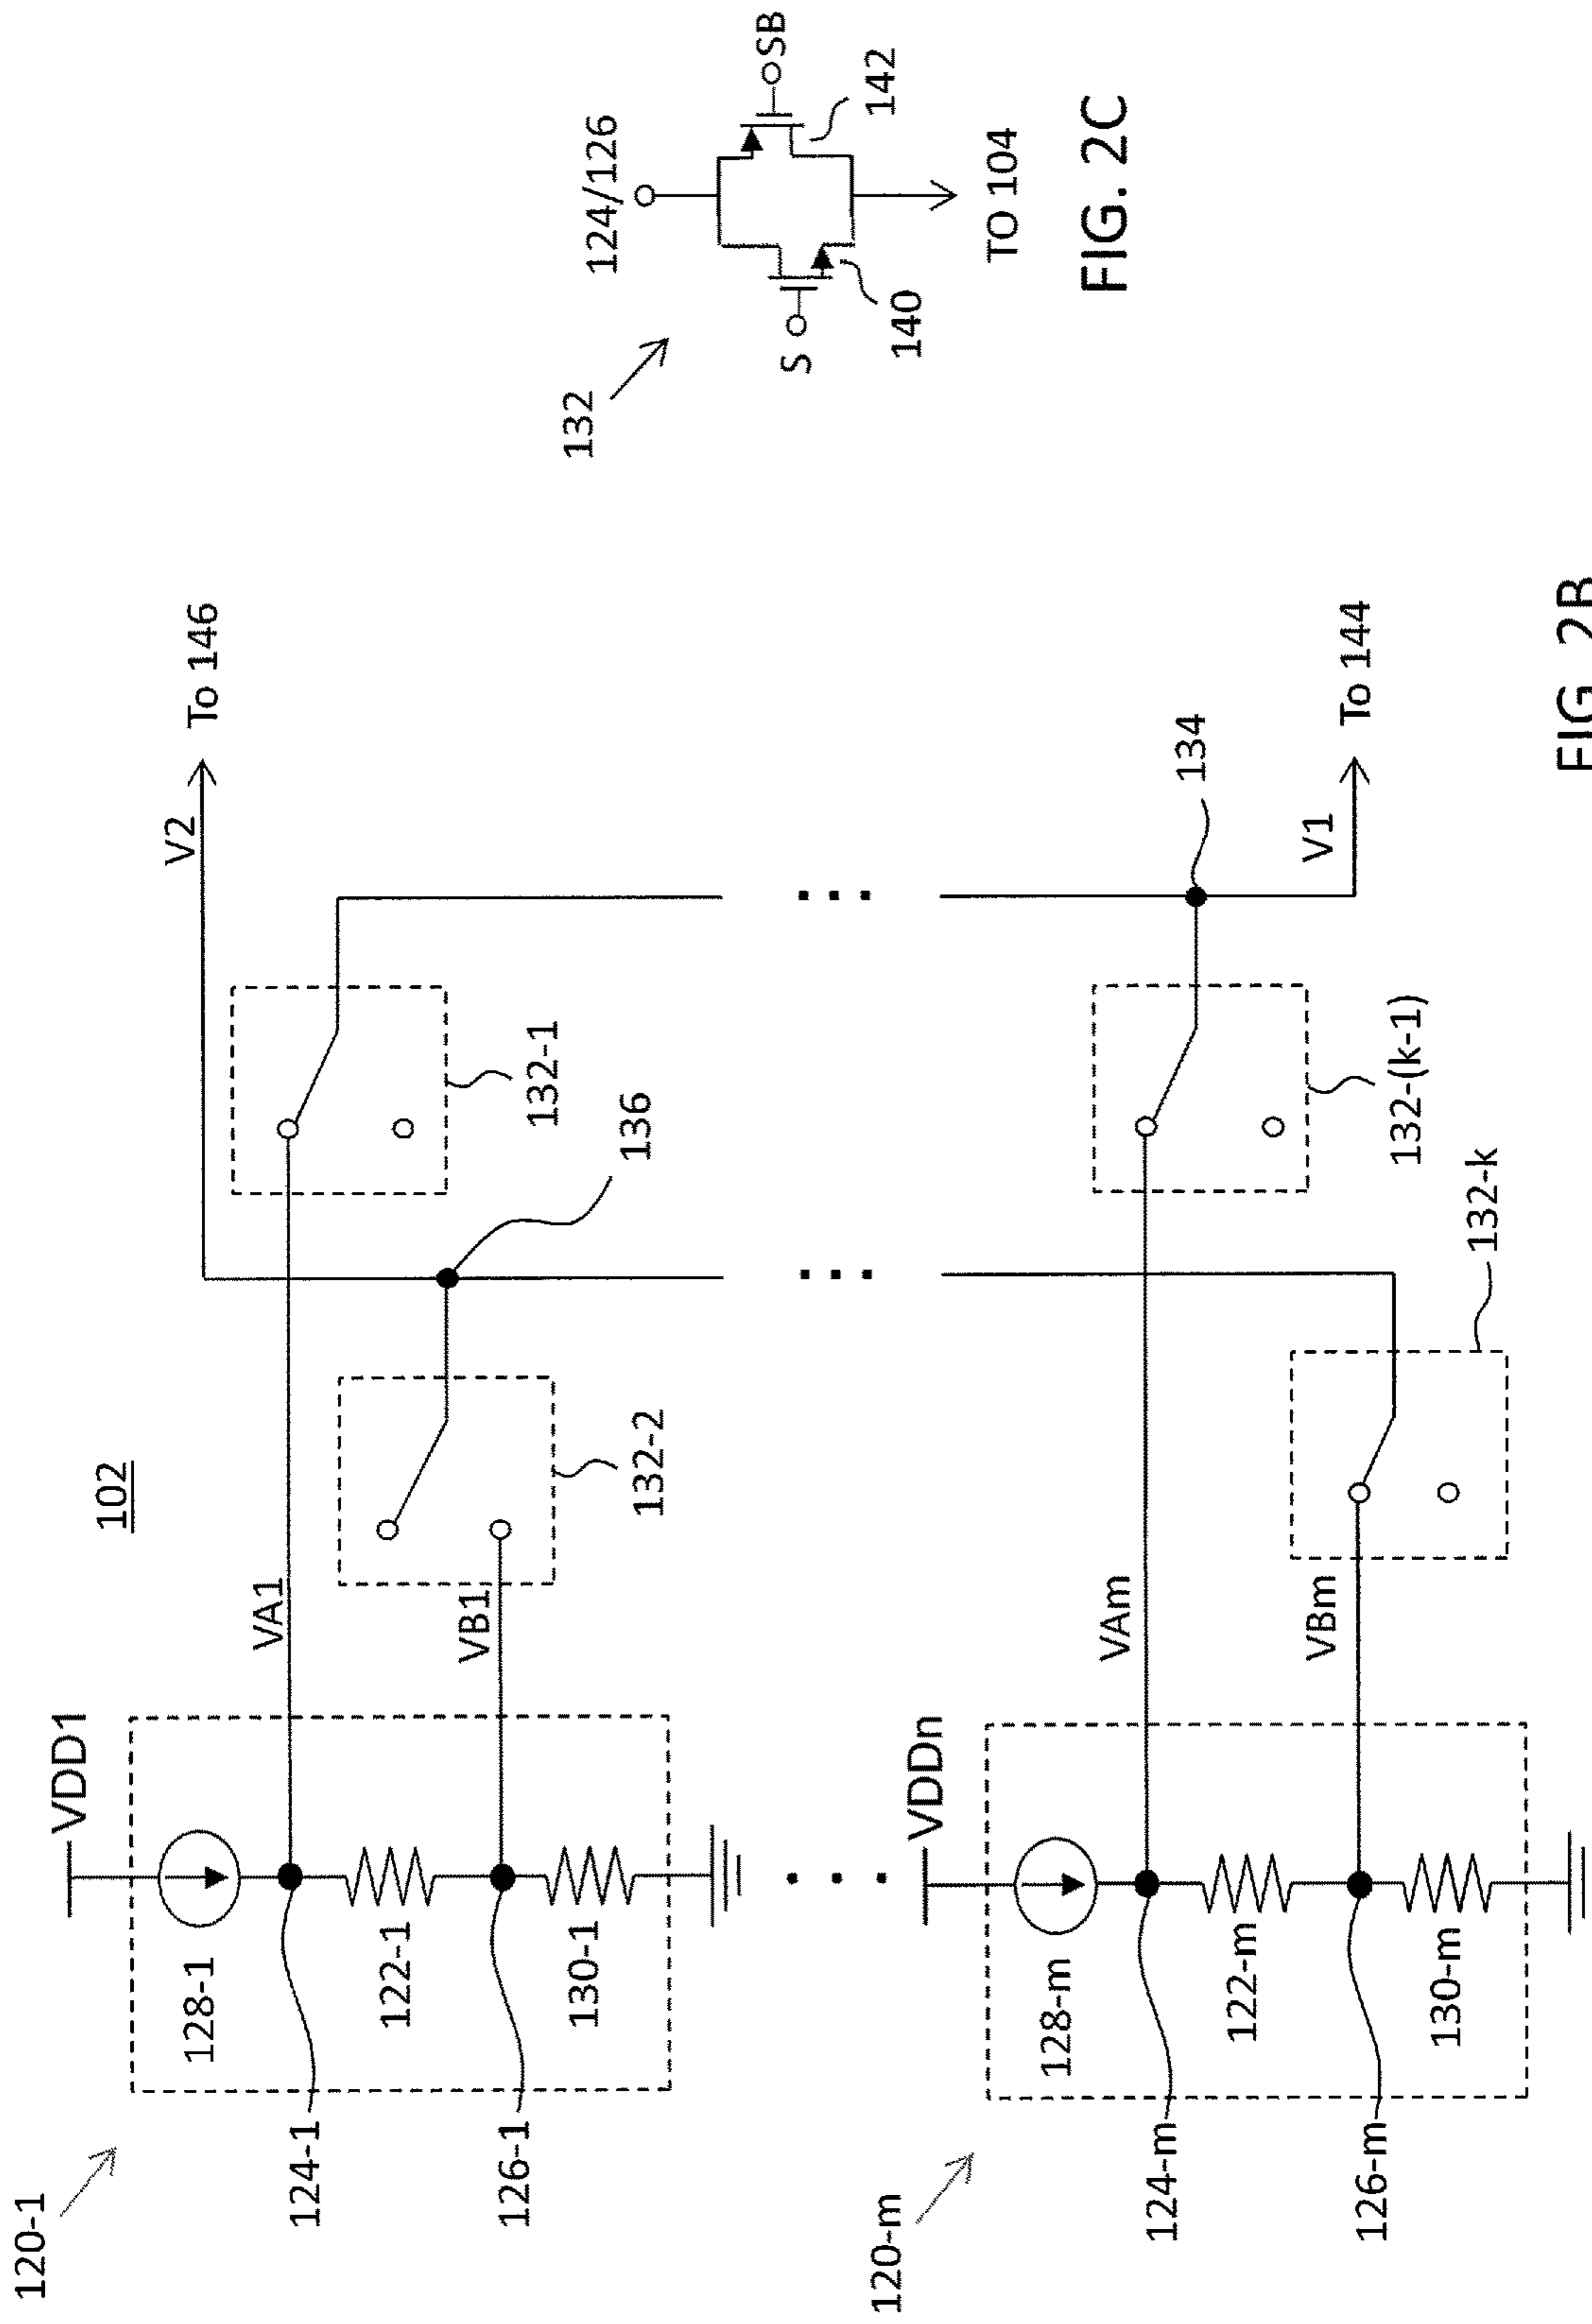 102
120-1
VDD1
128-1
124-1
122-1
126-1
130-1
VA1
VB1
132-2
132-1
136
V2
To 146
120-m
VDDn
128-m
124-m
122-m
126-m
130-m
VAm
VBm
132-k
132-(k-1)
134
V1
To 144
FIG. 2B
132
124/126
S
SB
140
142
TO 104
FIG. 2C